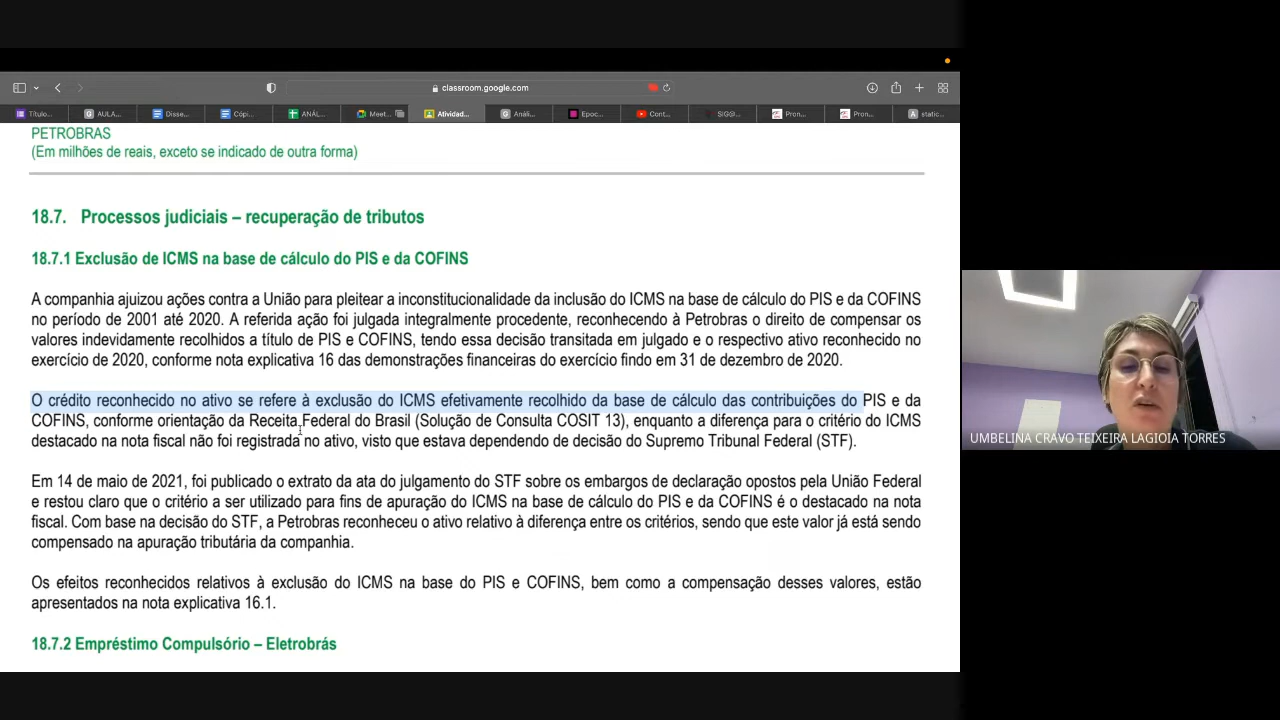 classroom.google.com
Título...
AULA...
Disse...
Cópi...
ANÁL...
Meet...
Atividad...
Análi...
Epoc...
Cont...
SIG@...
Pron...
Pron...
static...
PETROBRAS
(Em milhões de reais, exceto se indicado de outra forma)
18.7. Processos judiciais – recuperação de tributos
18.7.1 Exclusão de ICMS na base de cálculo do PIS e da COFINS
A companhia ajuizou ações contra a União para pleitear a inconstitucionalidade da inclusão do ICMS na base de cálculo do PIS e da COFINS
no período de 2001 até 2020. A referida ação foi julgada integralmente procedente, reconhecendo à Petrobras o direito de compensar os
valores indevidamente recolhidos a título de PIS e COFINS, tendo essa decisão transitada em julgado e o respectivo ativo reconhecido no
exercício de 2020, conforme nota explicativa 16 das demonstrações financeiras do exercício findo em 31 de dezembro de 2020.
O crédito reconhecido no ativo se refere à exclusão do ICMS efetivamente recolhido da base de cálculo das contribuições do PIS e da
COFINS, conforme orientação da Receita Federal do Brasil (Solução de Consulta COSIT 13), enquanto a diferença para o critério do ICMS
destacado na nota fiscal não foi registrada no ativo, visto que estava dependendo de decisão do Supremo Tribunal Federal (STF).
Em 14 de maio de 2021, foi publicado o extrato da ata do julgamento do STF sobre os embargos de declaração opostos pela União Federal
e restou claro que o critério a ser utilizado para fins de apuração do ICMS na base de cálculo do PIS e da COFINS é o destacado na nota
fiscal. Com base na decisão do STF, a Petrobras reconheceu o ativo relativo à diferença entre os critérios, sendo que este valor já está sendo
compensado na apuração tributária da companhia.
Os efeitos reconhecidos relativos à exclusão do ICMS na base do PIS e COFINS, bem como a compensação desses valores, estão
apresentados na nota explicativa 16.1.
18.7.2 Empréstimo Compulsório – Eletrobrás
UMBELINA CRAVO TEIXEIRA LAGIOIA TORRES